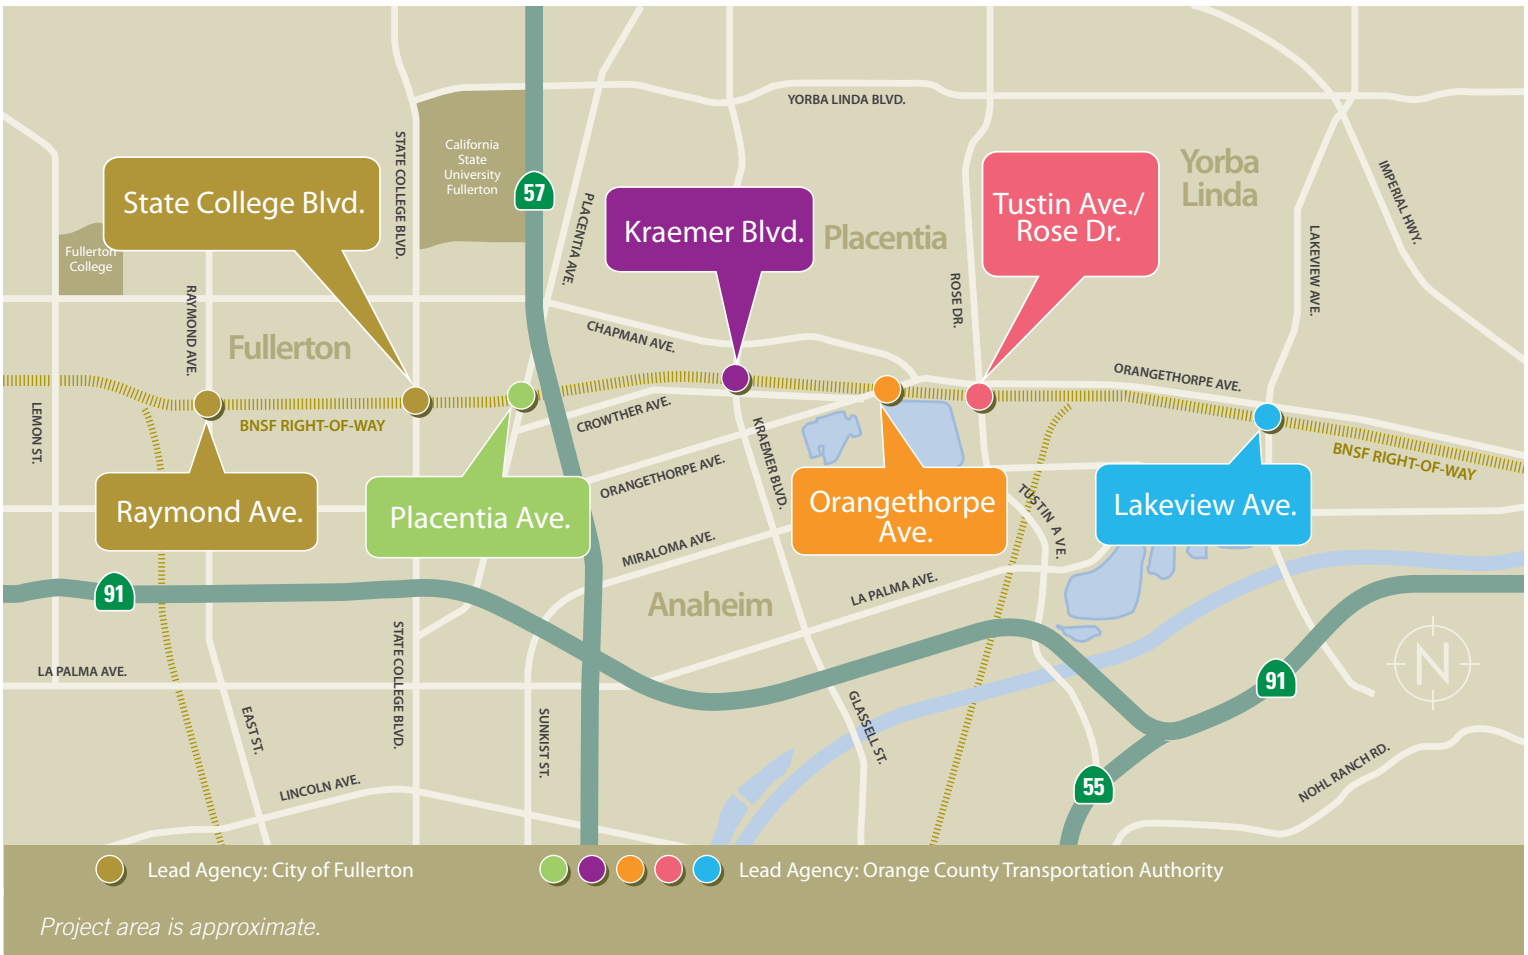 YORBA LINDA BLVD.
STATE COLLEGE BLVD.
California
State
University
Fullerton
57
PLACENTIA AVE.
Yorba
Linda
IMPERIAL HWY.
State College Blvd.
Kraemer Blvd.
Placentia
Tustin Ave./
Rose Dr.
Fullerton
College
LAKEVIEW AVE.
RAYMOND AVE.
ROSE DR.
Fullerton
CHAPMAN AVE.
ORANGETHORPE AVE.
LEMON ST.
BNSF RIGHT-OF-WAY
CROWTHER AVE.
KRAEMER BLVD.
BNSF RIGHT-OF-WAY
ORANGETHORPE AVE.
Raymond Ave.
Placentia Ave.
Orangethorpe
Ave.
TUSTIN AVE.
Lakeview Ave.
MIRALOMA AVE.
91
Anaheim
LA PALMA AVE.
STATE COLLEGE BLVD.
LA PALMA AVE.
N
91
EAST ST.
SUNKIST ST.
GLASSELL ST.
LINCOLN AVE.
55
NOHL RANCH RD.
Lead Agency: City of Fullerton
Lead Agency: Orange County Transportation Authority
Project area is approximate.